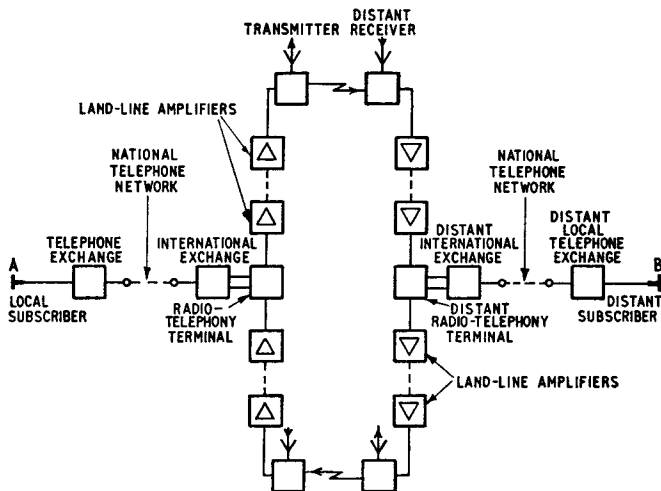 TRANSMITTER
DISTANT
RECEIVER
LAND-LINE AMPLIFIERS
NATIONAL
TELEPHONE
NETWORK
NATIONAL
TELEPHONE
NETWORK
A
TELEPHONE
EXCHANGE
INTERNATIONAL
EXCHANGE
DISTANT
INTERNATIONAL
EXCHANGE
DISTANT
LOCAL
TELEPHONE
EXCHANGE
B
LOCAL
SUBSCRIBER
RADIO-
TELEPHONY
TERMINAL
DISTANT
RADIO-TELEPHONY
TERMINAL
DISTANT
SUBSCRIBER
LAND-LINE AMPLIFIERS